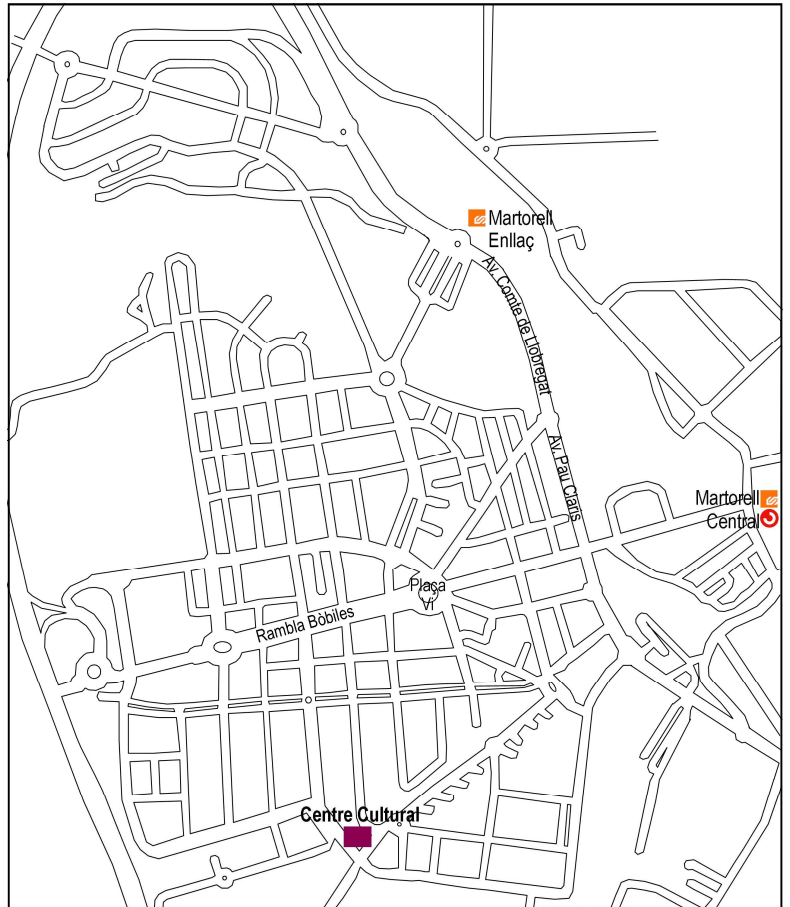 Martorell
Enllaç
Av. Comte de Llobregat
Av. Pau Claris
Martorell
Central
Plaça
Vi
Rambla Bòbiles
Centre Cultural